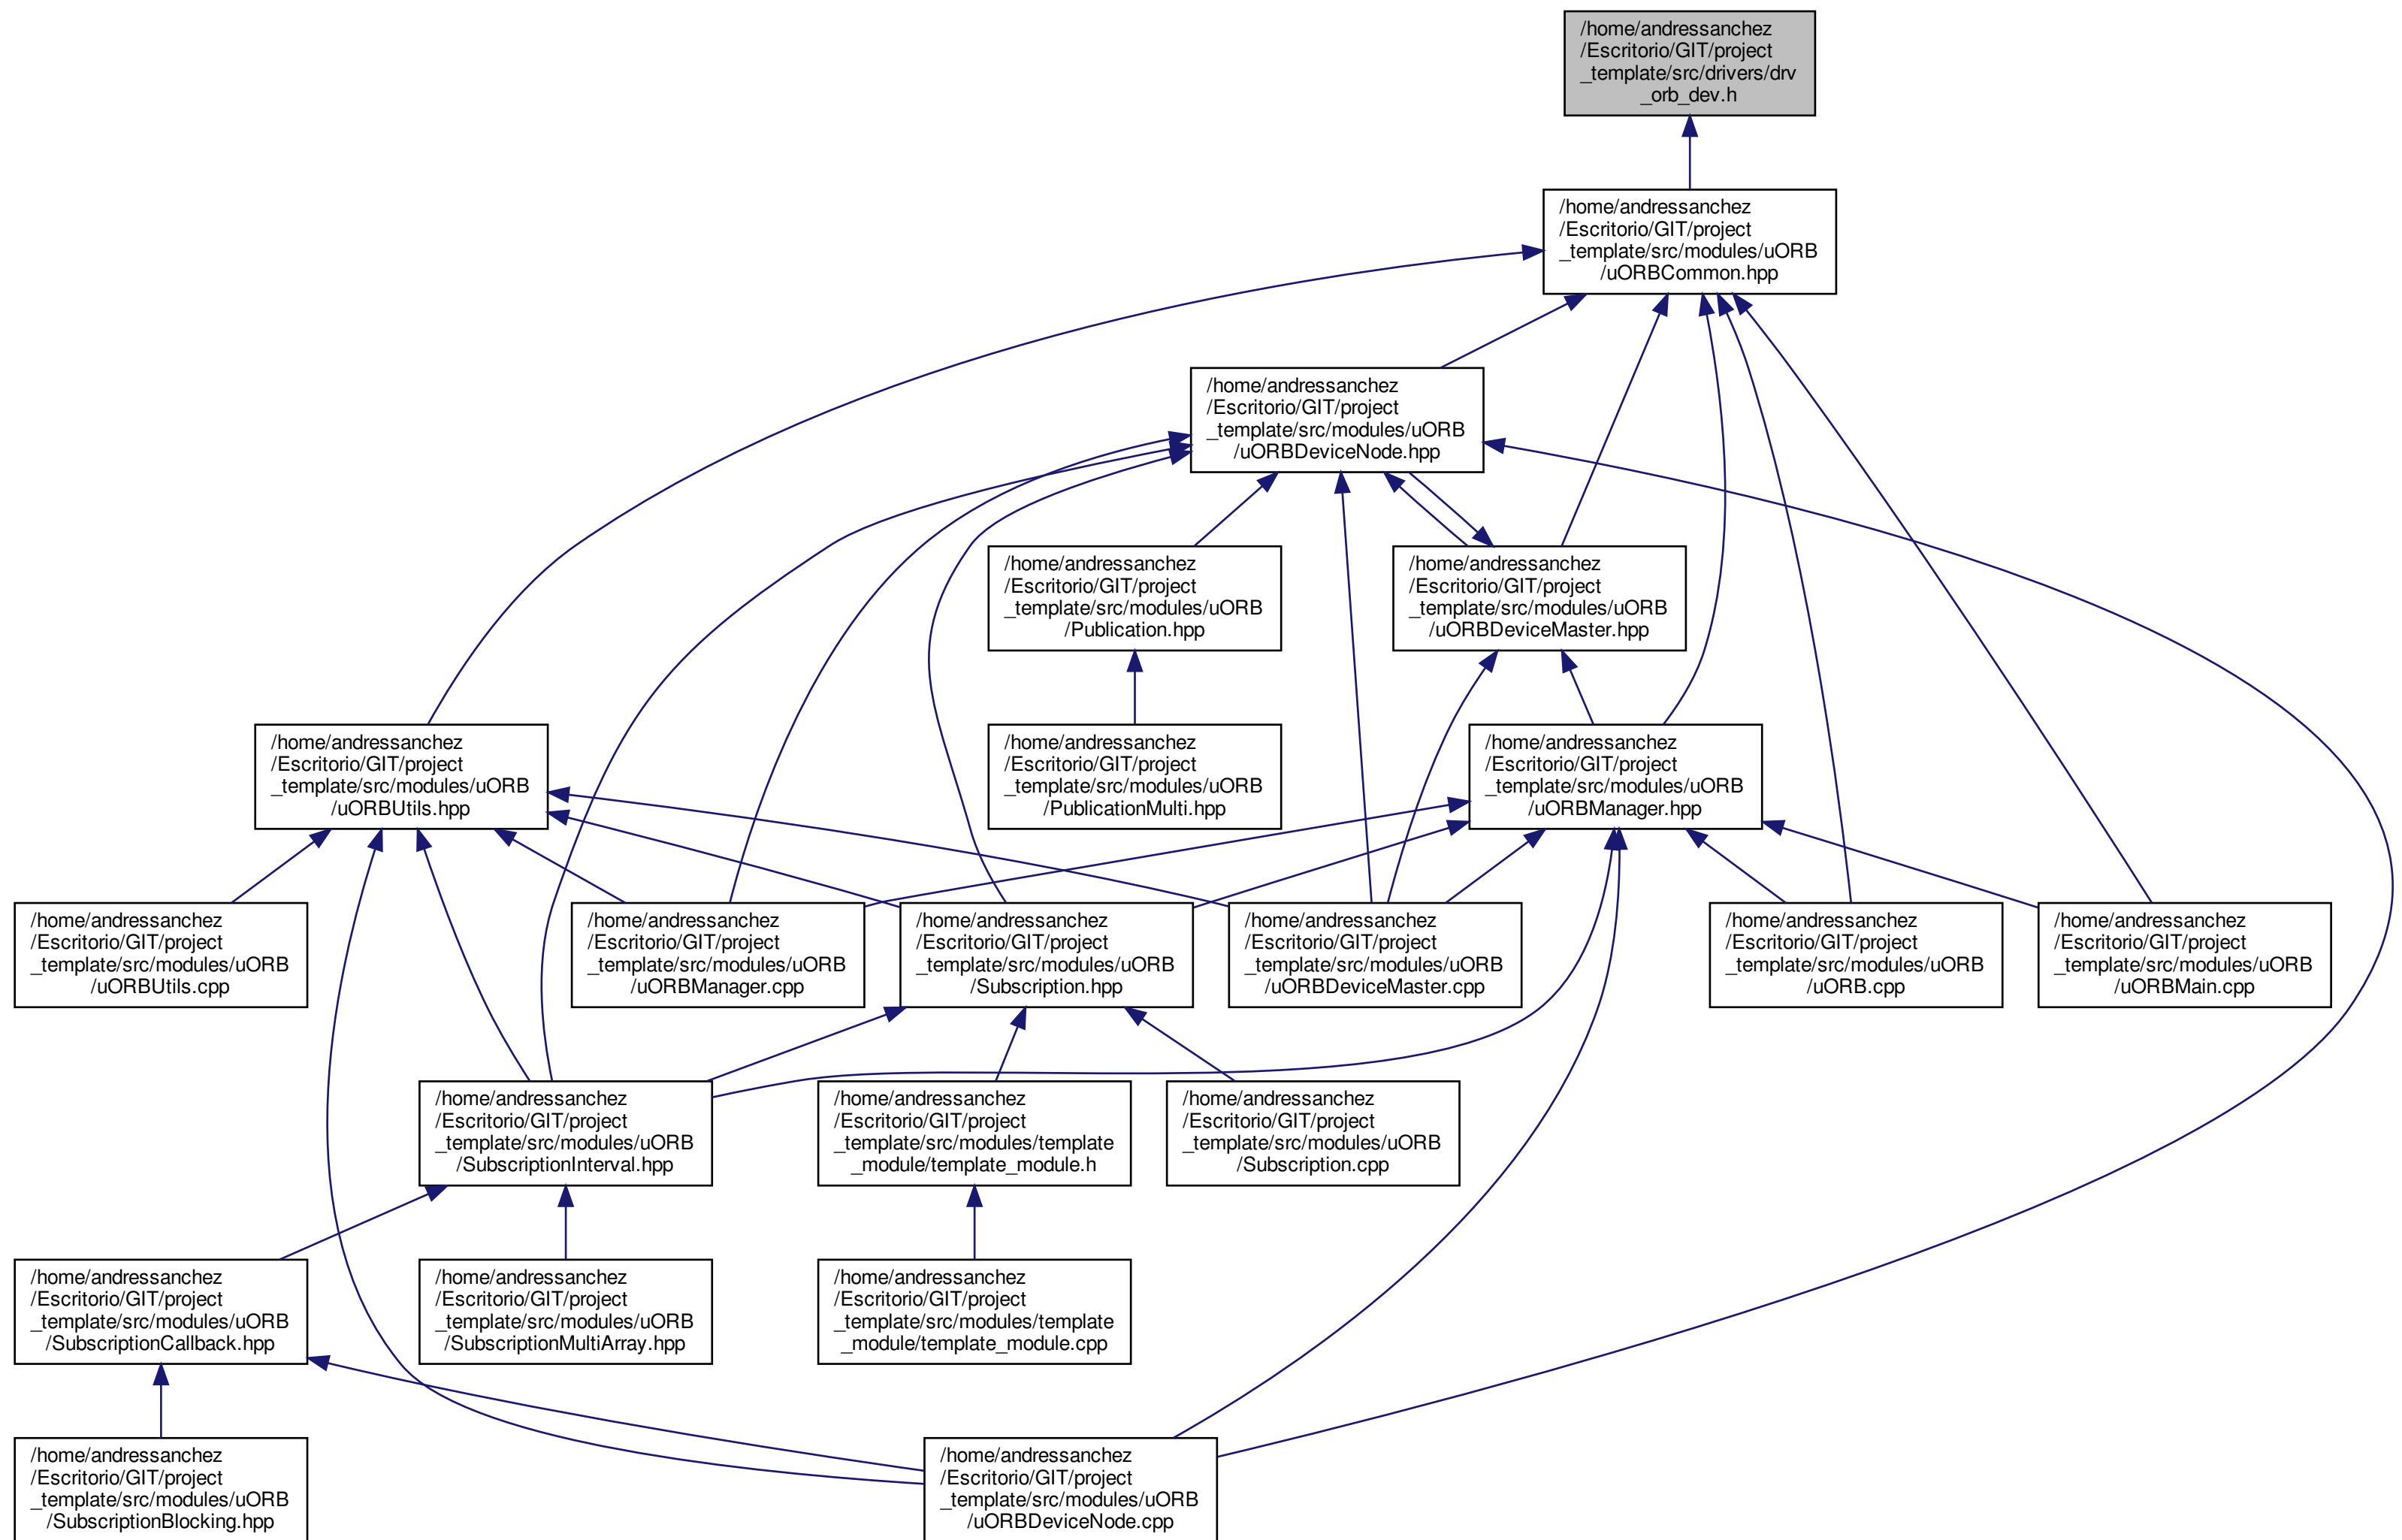 /home/andressanchez
/Escritorio/GIT/project
_template/src/drivers/drv
_orb_dev.h
/home/andressanchez
/Escritorio/GIT/project
_template/src/modules/uORB
/uORBCommon.hpp
/home/andressanchez
/Escritorio/GIT/project
_template/src/modules/uORB
/uORBDeviceNode.hpp
/home/andressanchez
/Escritorio/GIT/project
_template/src/modules/uORB
/Publication.hpp
/home/andressanchez
/Escritorio/GIT/project
_template/src/modules/uORB
/uORBDeviceMaster.hpp
/home/andressanchez
/Escritorio/GIT/project
_template/src/modules/uORB
/uORBUtils.hpp
/home/andressanchez
/Escritorio/GIT/project
_template/src/modules/uORB
/PublicationMulti.hpp
/home/andressanchez
/Escritorio/GIT/project
_template/src/modules/uORB
/uORBManager.hpp
/home/andressanchez
/Escritorio/GIT/project
_template/src/modules/uORB
/uORBUtils.cpp
/home/andressanchez
/Escritorio/GIT/project
_template/src/modules/uORB
/uORBManager.cpp
/home/andressanchez
/Escritorio/GIT/project
_template/src/modules/uORB
/Subscription.hpp
/home/andressanchez
/Escritorio/GIT/project
_template/src/modules/uORB
/uORBDeviceMaster.cpp
/home/andressanchez
/Escritorio/GIT/project
_template/src/modules/uORB
/uORB.cpp
/home/andressanchez
/Escritorio/GIT/project
_template/src/modules/uORB
/uORBMain.cpp
/home/andressanchez
/Escritorio/GIT/project
_template/src/modules/uORB
/SubscriptionInterval.hpp
/home/andressanchez
/Escritorio/GIT/project
_template/src/modules/template
_module/template_module.h
/home/andressanchez
/Escritorio/GIT/project
_template/src/modules/uORB
/Subscription.cpp
/home/andressanchez
/Escritorio/GIT/project
_template/src/modules/uORB
/SubscriptionCallback.hpp
/home/andressanchez
/Escritorio/GIT/project
_template/src/modules/uORB
/SubscriptionMultiArray.hpp
/home/andressanchez
/Escritorio/GIT/project
_template/src/modules/template
_module/template_module.cpp
/home/andressanchez
/Escritorio/GIT/project
_template/src/modules/uORB
/SubscriptionBlocking.hpp
/home/andressanchez
/Escritorio/GIT/project
_template/src/modules/uORB
/uORBDeviceNode.cpp